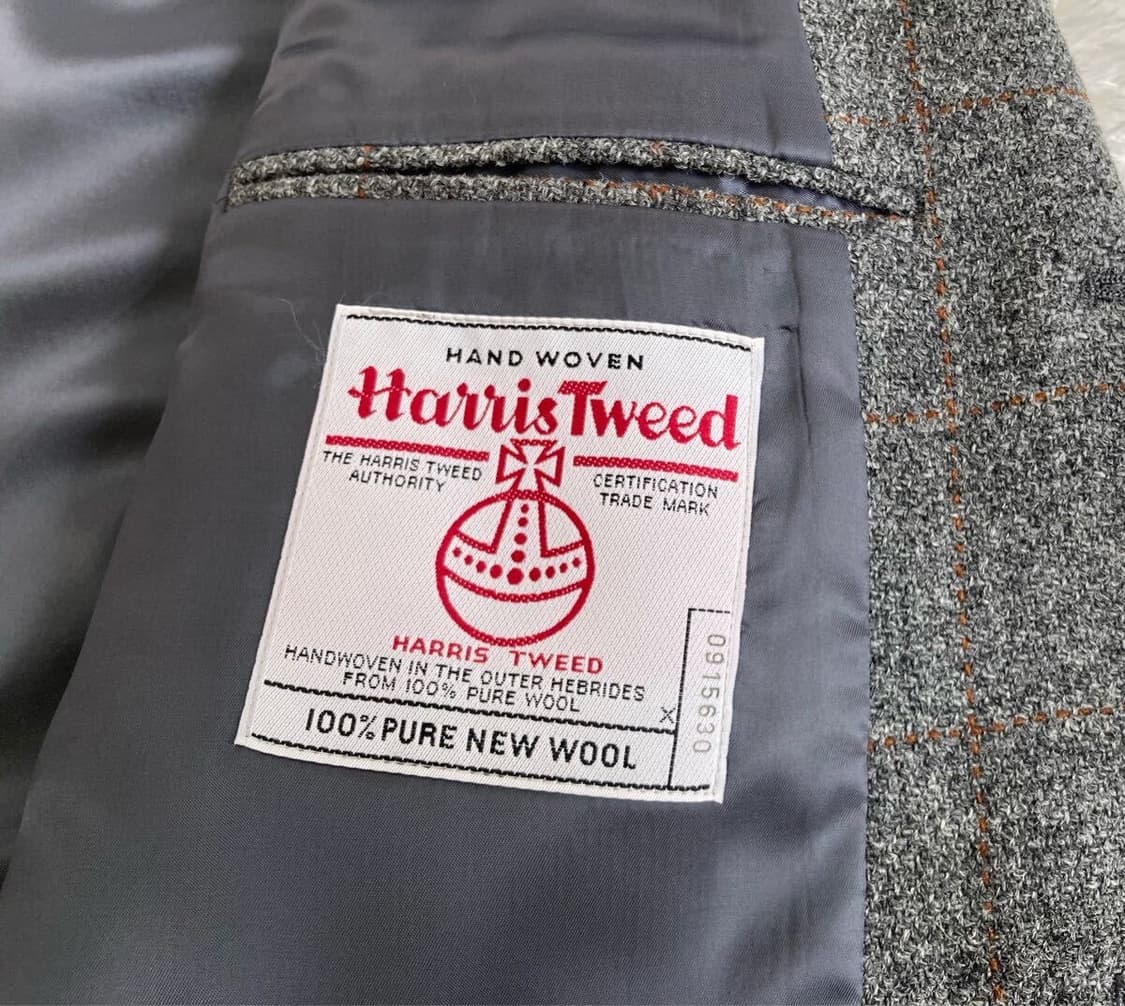 HAND WOVEN
Harris Tweed
THE HARRIS TWEED
AUTHORITY
CERTIFICATION
TRADE MARK
HARRIS TWEED
HANDWOVEN IN THE OUTER HEBRIDES
FROM 100% PURE WOOL
100% PURE NEW WOOL
X
0915630